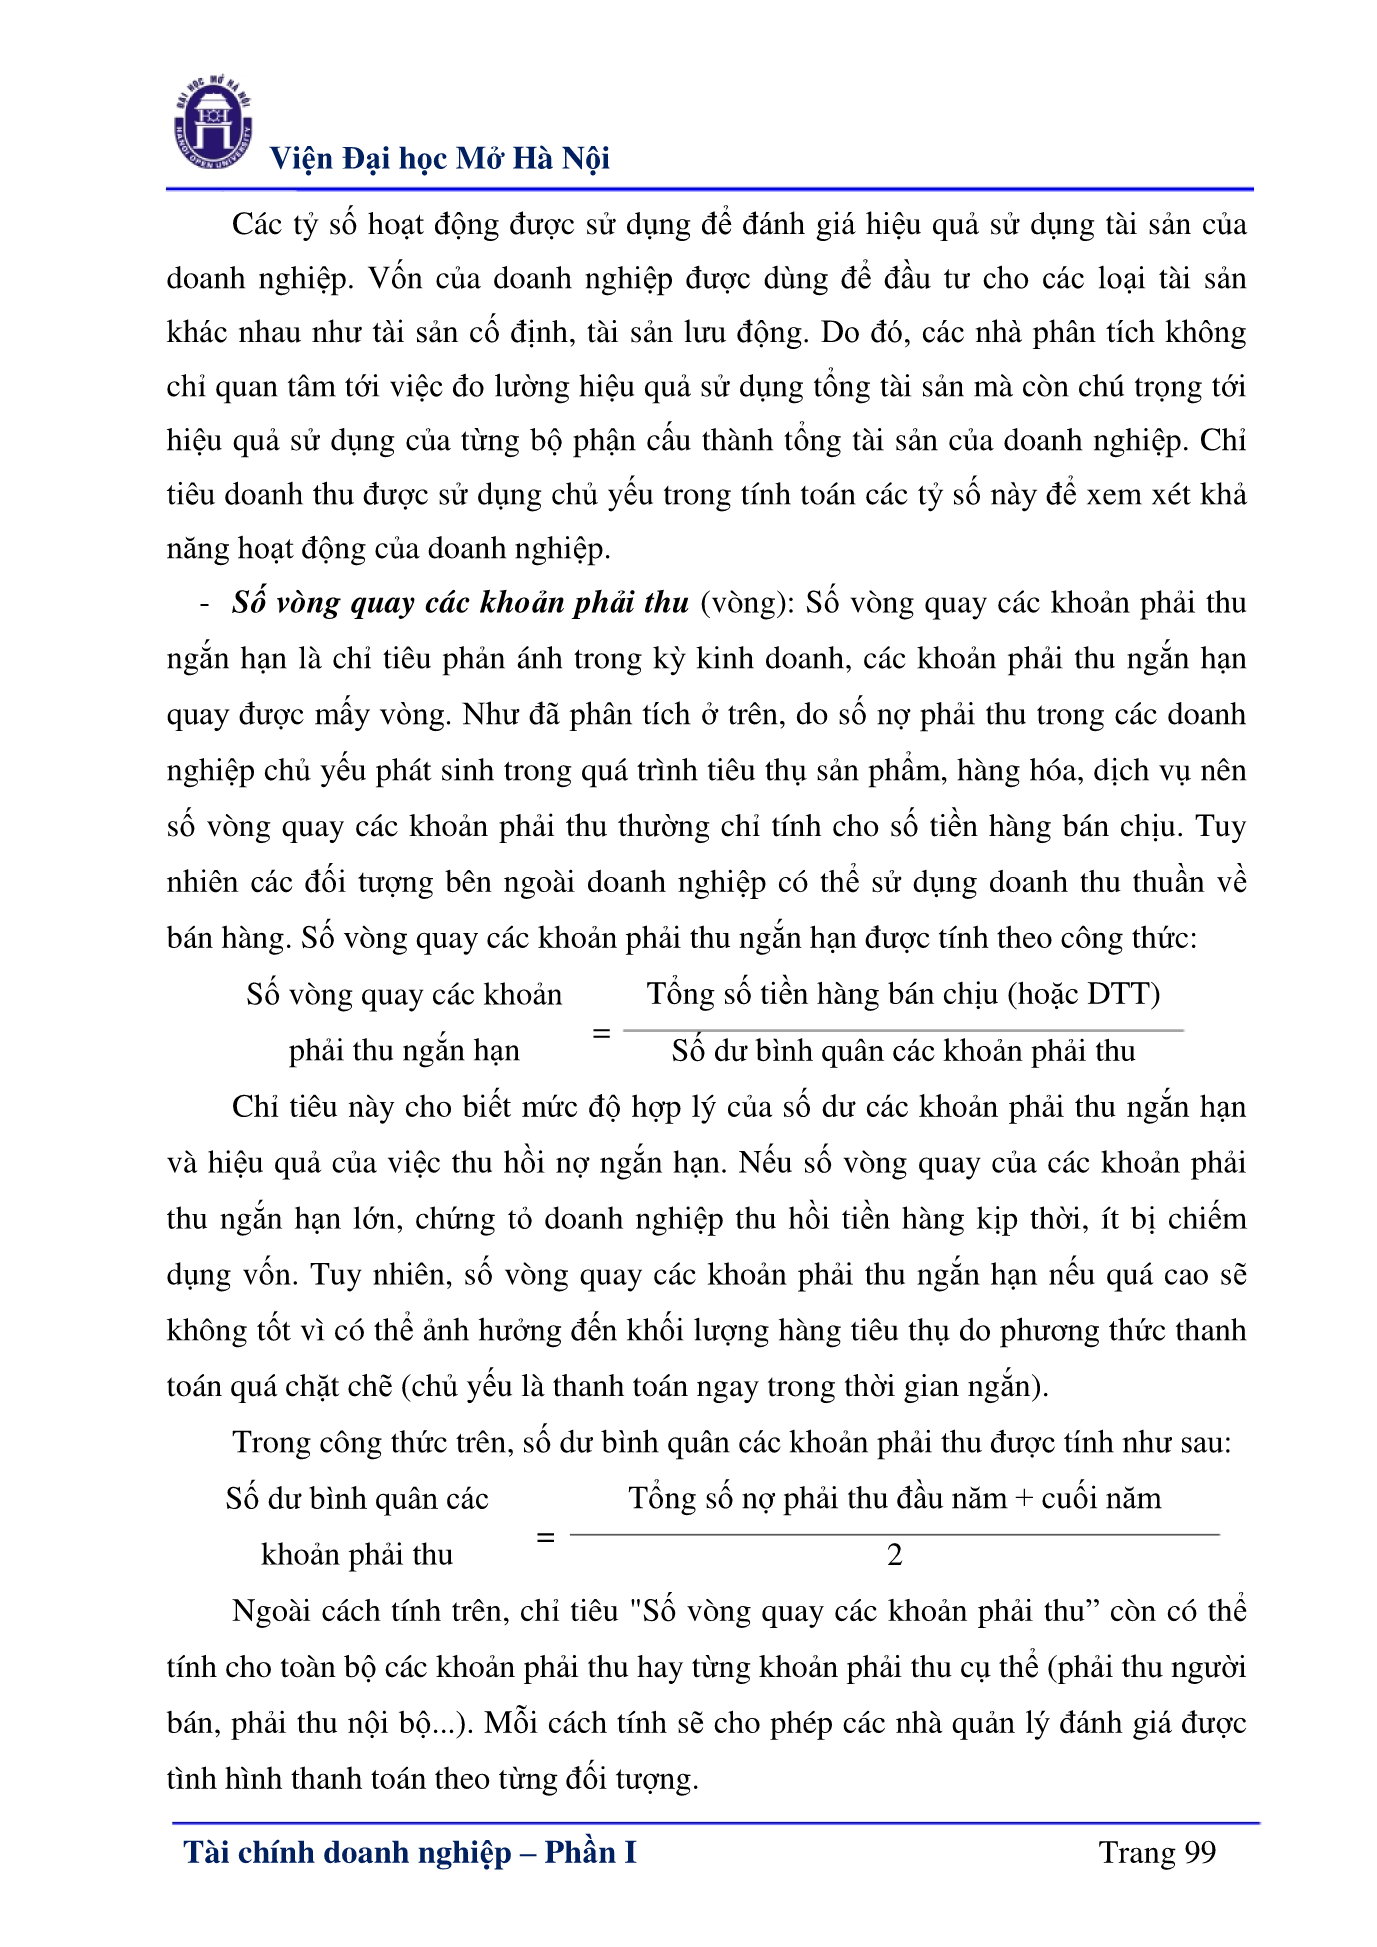 ĐẠI HỌC MỞ HÀ NỘI
HANOI OPEN UNIVERSITY
Viện Đại học Mở Hà Nội
Các tỷ số hoạt động được sử dụng để đánh giá hiệu quả sử dụng tài sản của
doanh nghiệp. Vốn của doanh nghiệp được dùng để đầu tư cho các loại tài sản
khác nhau như tài sản cố định, tài sản lưu động. Do đó, các nhà phân tích không
chỉ quan tâm tới việc đo lường hiệu quả sử dụng tổng tài sản mà còn chú trọng tới
hiệu quả sử dụng của từng bộ phận cấu thành tổng tài sản của doanh nghiệp. Chỉ
tiêu doanh thu được sử dụng chủ yếu trong tính toán các tỷ số này để xem xét khả
năng hoạt động của doanh nghiệp.
- Số vòng quay các khoản phải thu (vòng): Số vòng quay các khoản phải thu
ngắn hạn là chỉ tiêu phản ánh trong kỳ kinh doanh, các khoản phải thu ngắn hạn
quay được mấy vòng. Như đã phân tích ở trên, do số nợ phải thu trong các doanh
nghiệp chủ yếu phát sinh trong quá trình tiêu thụ sản phẩm, hàng hóa, dịch vụ nên
số vòng quay các khoản phải thu thường chỉ tính cho số tiền hàng bán chịu. Tuy
nhiên các đối tượng bên ngoài doanh nghiệp có thể sử dụng doanh thu thuần về
bán hàng. Số vòng quay các khoản phải thu ngắn hạn được tính theo công thức:
Số vòng quay các khoản Tổng số tiền hàng bán chịu (hoặc DTT)
=
phải thu ngắn hạn Số dư bình quân các khoản phải thu
Chỉ tiêu này cho biết mức độ hợp lý của số dư các khoản phải thu ngắn hạn
và hiệu quả của việc thu hồi nợ ngắn hạn. Nếu số vòng quay của các khoản phải
thu ngắn hạn lớn, chứng tỏ doanh nghiệp thu hồi tiền hàng kịp thời, ít bị chiếm
dụng vốn. Tuy nhiên, số vòng quay các khoản phải thu ngắn hạn nếu quá cao sẽ
không tốt vì có thể ảnh hưởng đến khối lượng hàng tiêu thụ do phương thức thanh
toán quá chặt chẽ (chủ yếu là thanh toán ngay trong thời gian ngắn).
Trong công thức trên, số dư bình quân các khoản phải thu được tính như sau:
Số dư bình quân các Tổng số nợ phải thu đầu năm + cuối năm
=
khoản phải thu 2
Ngoài cách tính trên, chỉ tiêu "Số vòng quay các khoản phải thu” còn có thể
tính cho toàn bộ các khoản phải thu hay từng khoản phải thu cụ thể (phải thu người
bán, phải thu nội bộ...). Mỗi cách tính sẽ cho phép các nhà quản lý đánh giá được
tình hình thanh toán theo từng đối tượng.
Tài chính doanh nghiệp – Phần I Trang 99